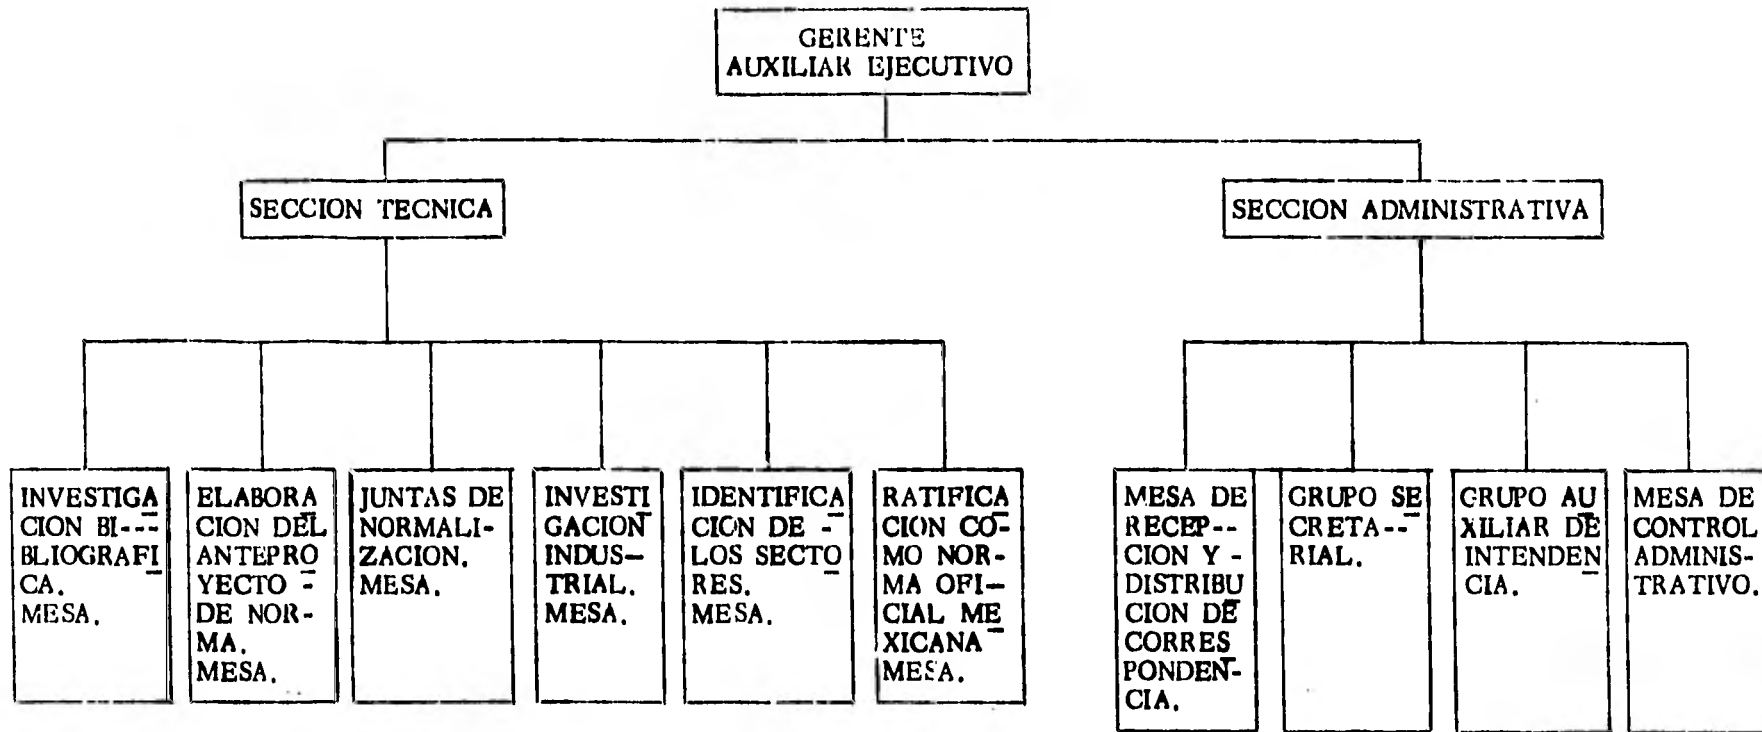 GERENTE
AUXILIAR EJECUTIVO
SECCION TECNICA
SECCION ADMINISTRATIVA
INVESTIGA
CION BI---
BLIOGRAFI
CA.
MESA.
ELABORA
CION DEL
ANTEPRO
YECTO -
DE NOR-
MA.
MESA.
JUNTAS DE
NORMALI-
ZACION.
MESA.
INVESTI
GACION
INDUS-
TRIAL.
MESA.
IDENTIFICA
CION DE -
LOS SECTO
RES.
MESA.
RATIFICA
CION CO-
MO NOR-
MA OFI-
CIAL ME
XICANA
MESA.
MESA DE
RECEP--
CION Y -
DISTRIBU
CION DE
CORRES
PONDEN-
CIA.
GRUPO SE
CRETA--
RIAL.
GRUPO AU
XILIAR DE
INTENDEN
CIA.
MESA DE
CONTROL
ADMINIS-
TRATIVO.